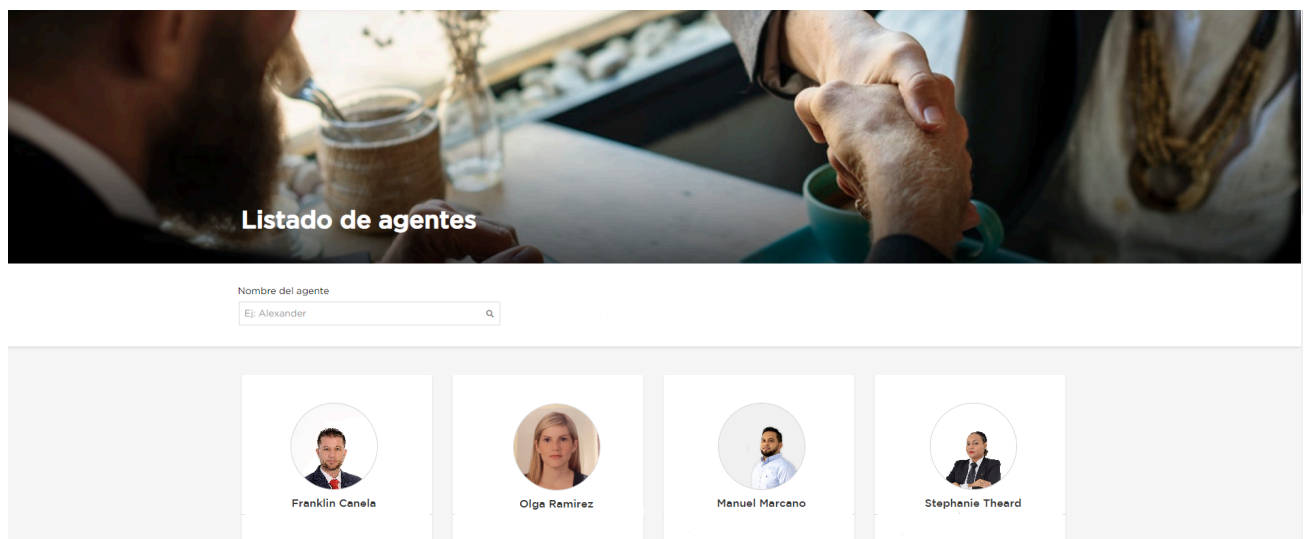 Listado de agentes
Nombre del agente
Ej: Alexander
Franklin Canela
Olga Ramirez
Manuel Marcano
Stephanie Theard